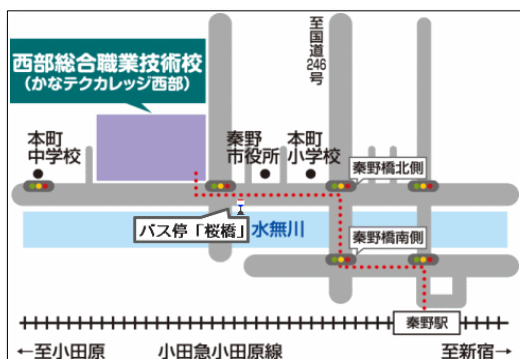 西部総合職業技術校
（かなテクカレッジ西部）
至国道246号
本町
中学校
秦野
市役所
本町
小学校
秦野橋北側
バス停「桜橋」
水無川
秦野橋南側
秦野駅
←至小田原
小田急小田原線
至新宿→